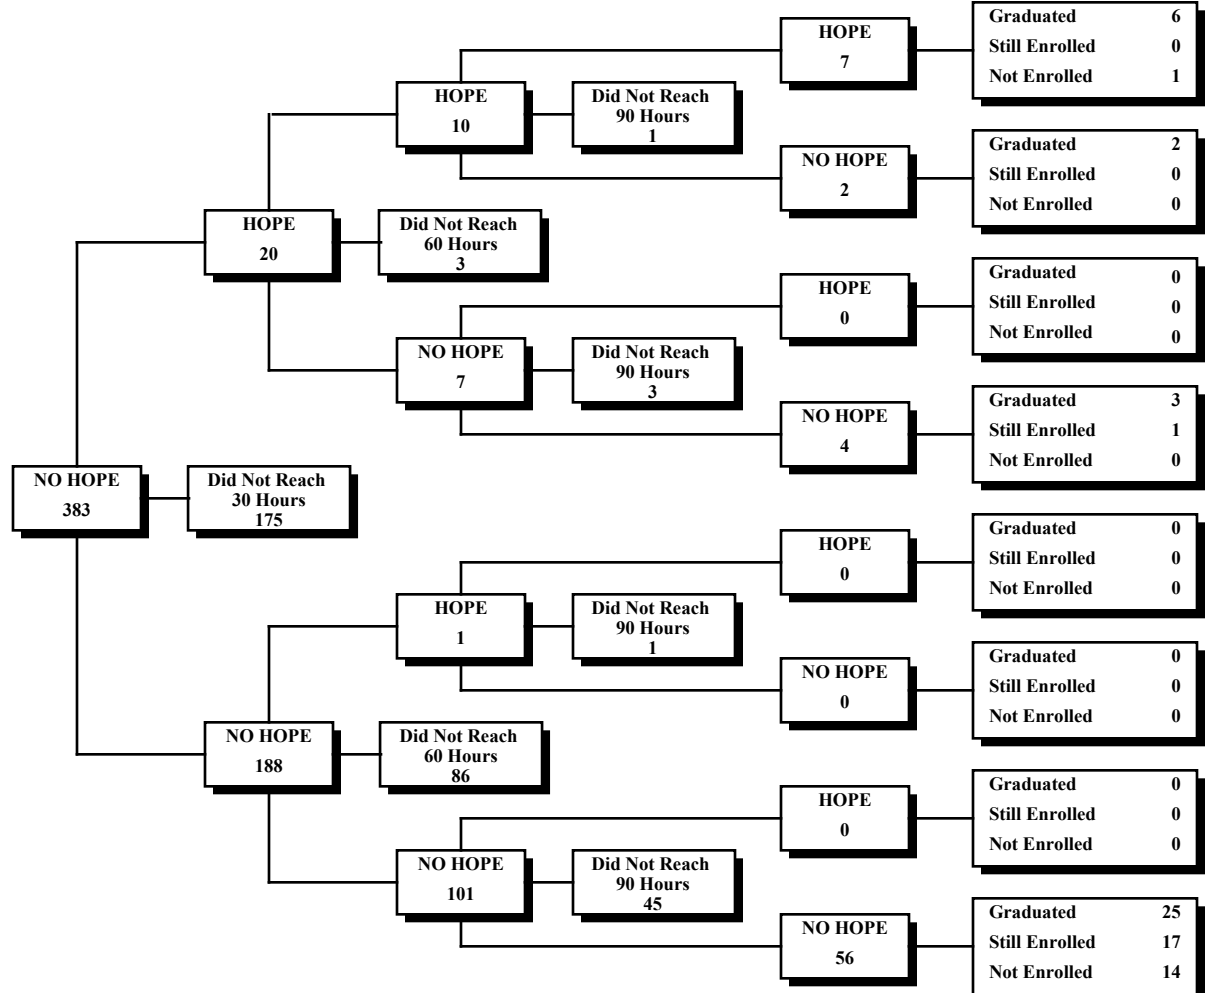 HOPE
7
Graduated 6
Still Enrolled 0
Not Enrolled 1
HOPE
10
Did Not Reach
90 Hours
1
NO HOPE
2
Graduated 2
Still Enrolled 0
Not Enrolled 0
HOPE
20
Did Not Reach
60 Hours
3
HOPE
0
Graduated 0
Still Enrolled 0
Not Enrolled 0
NO HOPE
7
Did Not Reach
90 Hours
3
NO HOPE
4
Graduated 3
Still Enrolled 1
Not Enrolled 0
NO HOPE
383
Did Not Reach
30 Hours
175
HOPE
0
Graduated 0
Still Enrolled 0
Not Enrolled 0
HOPE
1
Did Not Reach
90 Hours
1
NO HOPE
0
Graduated 0
Still Enrolled 0
Not Enrolled 0
NO HOPE
188
Did Not Reach
60 Hours
86
HOPE
0
Graduated 0
Still Enrolled 0
Not Enrolled 0
NO HOPE
101
Did Not Reach
90 Hours
45
NO HOPE
56
Graduated 25
Still Enrolled 17
Not Enrolled 14